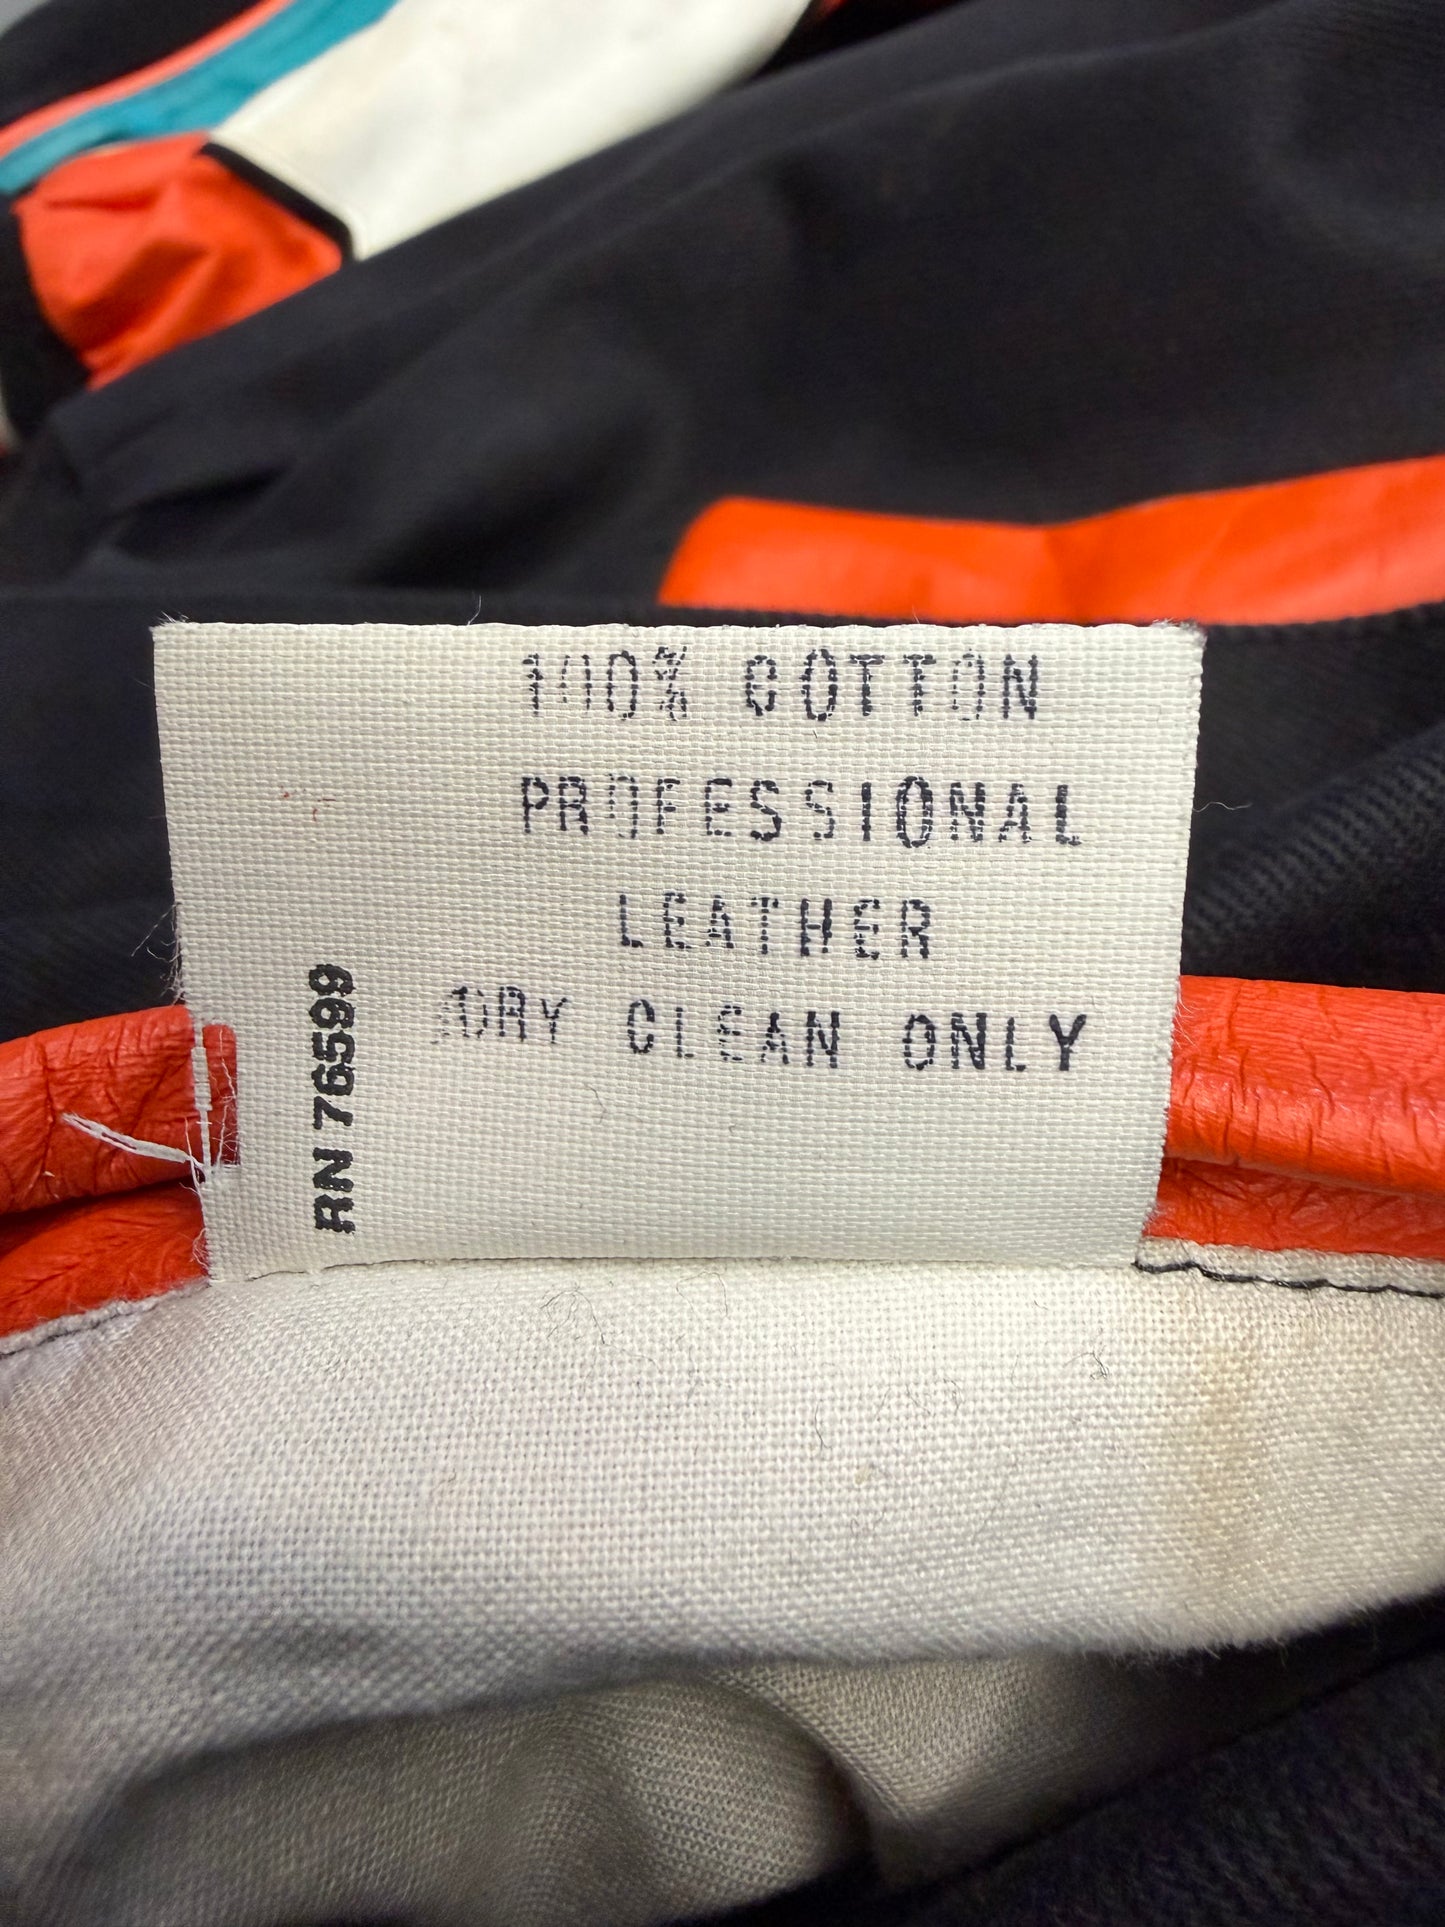 100% COTTON
PROFESSIONAL
LEATHER
DRY CLEAN ONLY
RN 76599